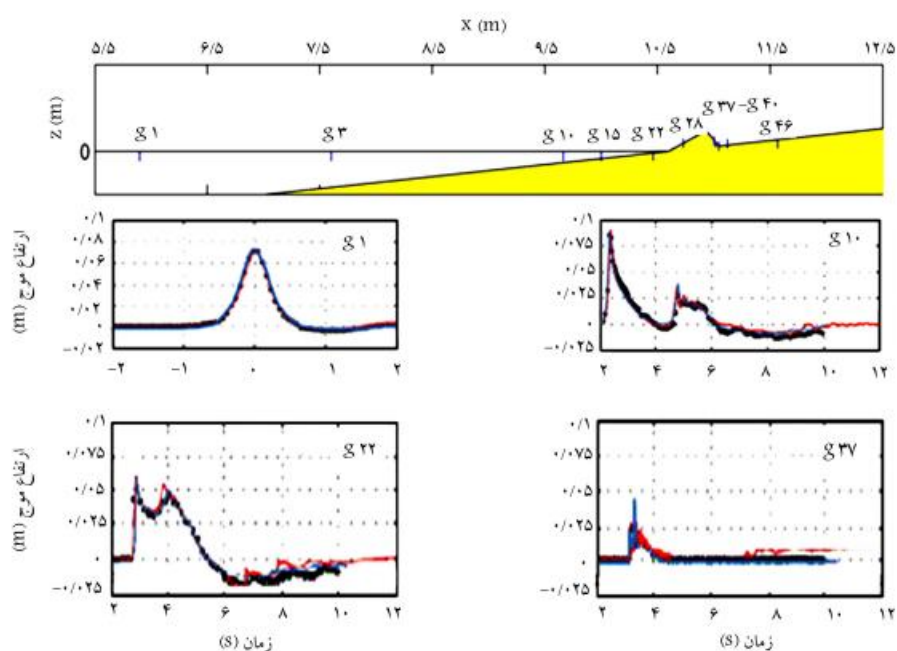 x (m)
۵/۵ ۶/۵ ۷/۵ ۸/۵ ۹/۵ ۱۰/۵ ۱۱/۵ ۱۲/۵
z (m)
0
g ۱ g ۳ g ۱۰ g ۱۵ g ۲۲ g ۲۸ g ۳۷ -g ۴۰ g ۴۶
ارتفاع موج (m)
۰/۱
۰/۰۸
۰/۰۶
۰/۰۴
۰/۰۲
۰
-۰/۰۲
g ۱
-۲ -۱ ۰ ۱ ۲
۰/۱
۰/۰۷۵
۰/۰۵
۰/۰۲۵
۰
-۰/۰۲۵
g ۱۰
۲ ۴ ۶ ۸ ۱۰ ۱۲
ارتفاع موج (m)
۰/۱
۰/۰۷۵
۰/۰۵
۰/۰۲۵
۰
-۰/۰۲۵
g ۲۲
۲ ۴ ۶ ۸ ۱۰ ۱۲
زمان (s)
۰/۱
۰/۰۷۵
۰/۰۵
۰/۰۲۵
۰
-۰/۰۲۵
g ۳۷
۲ ۴ ۶ ۸ ۱۰ ۱۲
زمان (s)